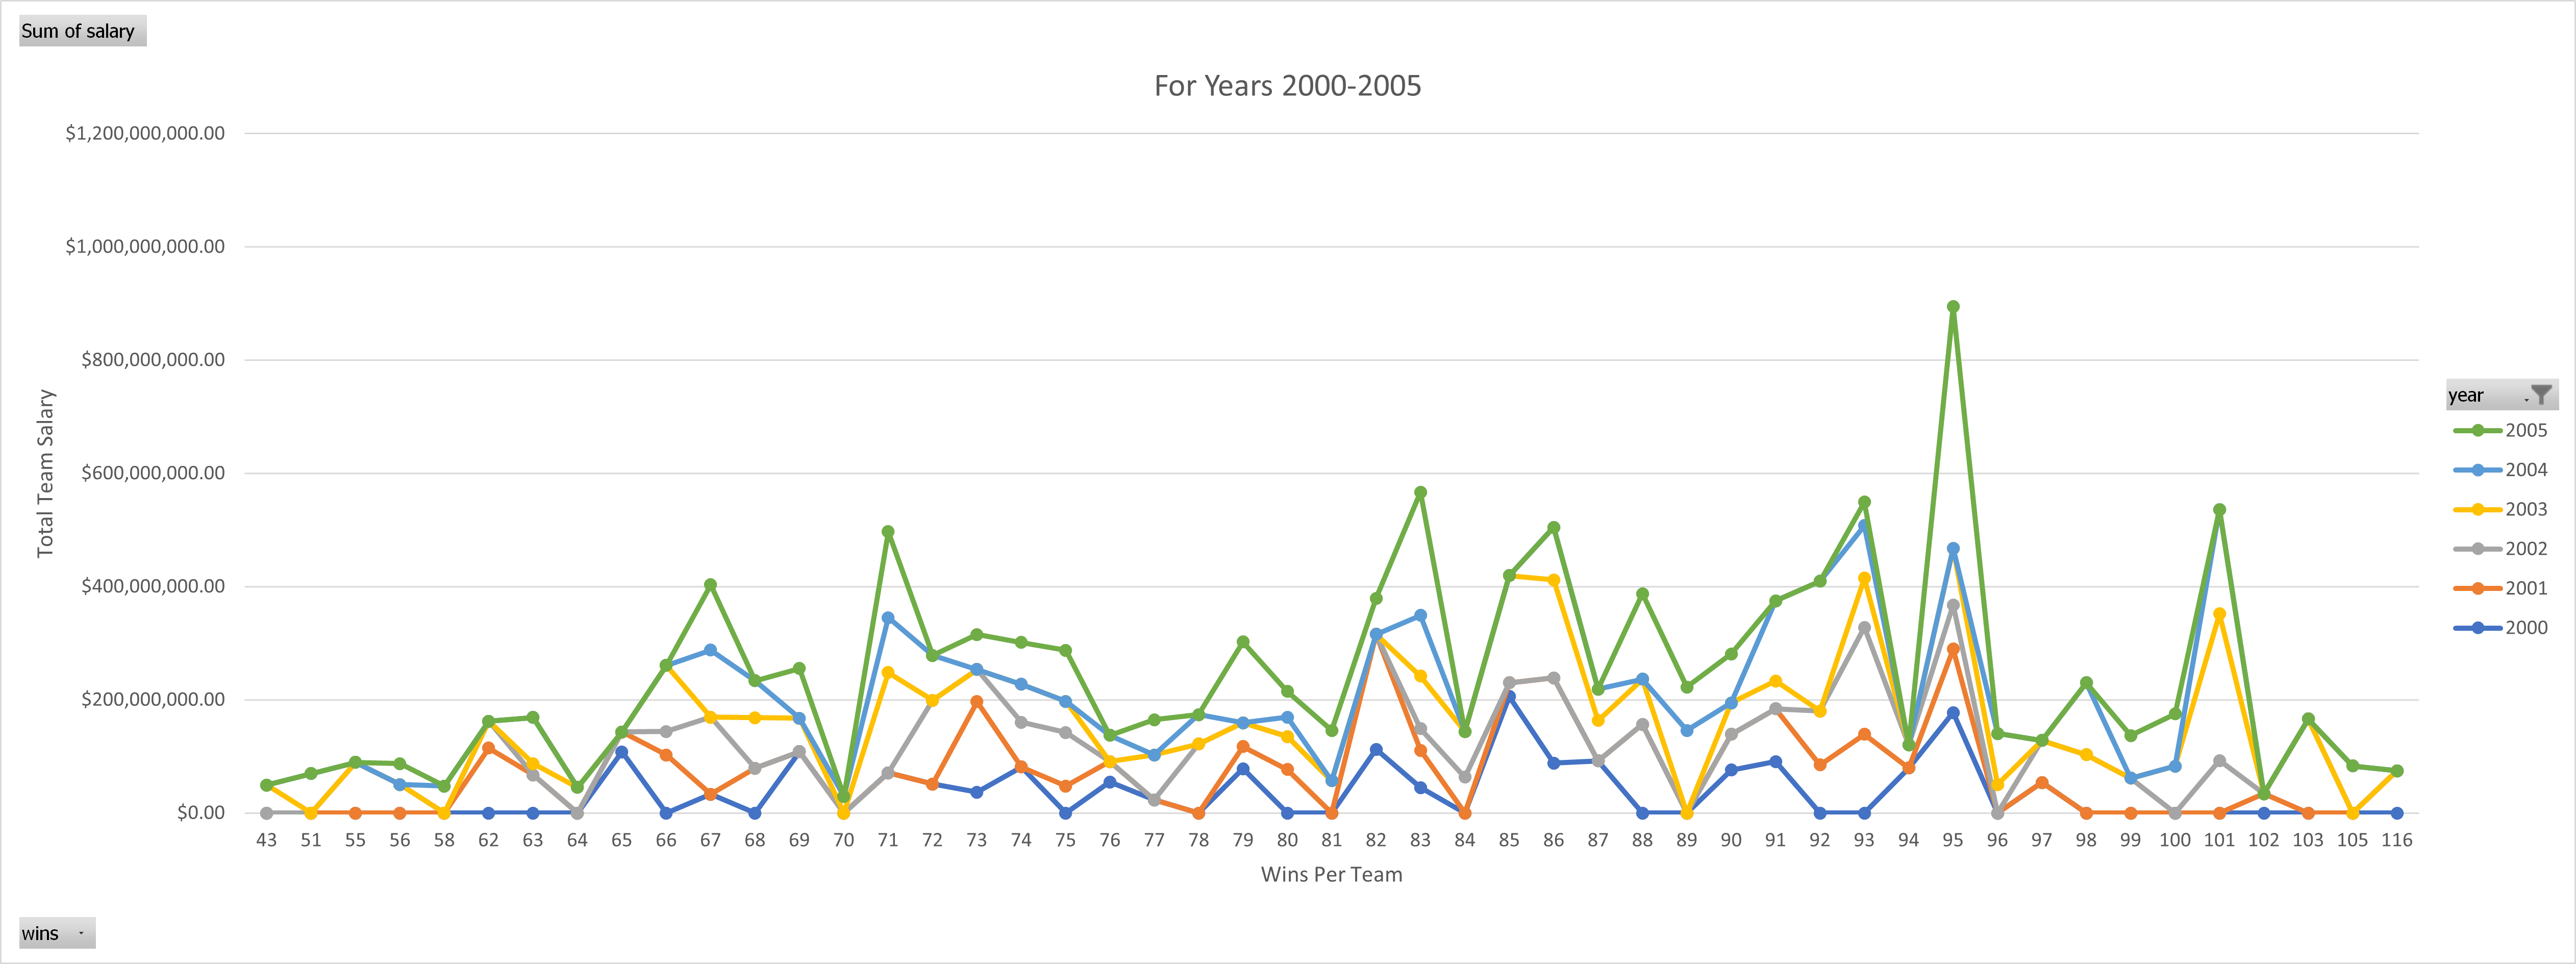 Sum of salary
For Years 2000-2005
$1,200,000,000.00
$1,000,000,000.00
$800,000,000.00
$600,000,000.00
$400,000,000.00
$200,000,000.00
$0.00
Total Team Salary
43 51 55 56 58 62 63 64 65 66 67 68 69 70 71 72 73 74 75 76 77 78 79 80 81 82 83 84 85 86 87 88 89 90 91 92 93 94 95 96 97 98 99 100 101 102 103 105 116
Wins Per Team
year
2005
2004
2003
2002
2001
2000
wins